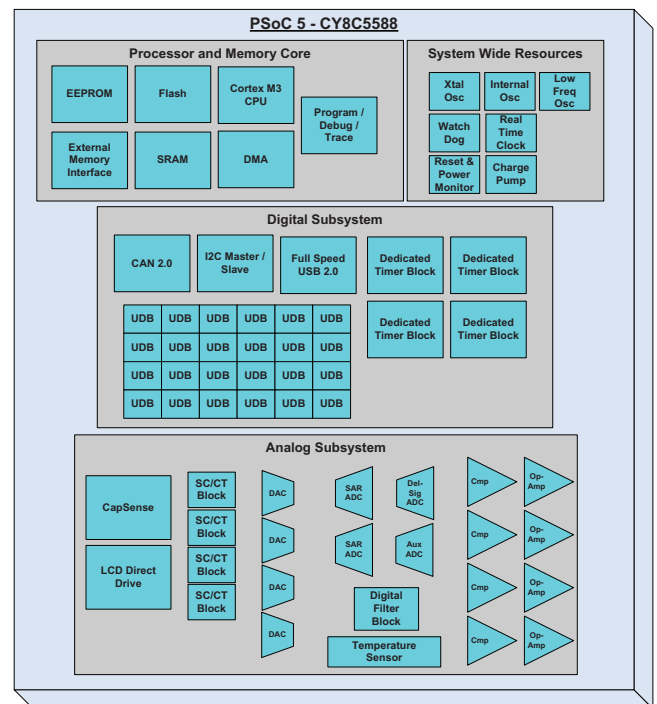 PSoC 5 - CY8C5588
Processor and Memory Core
EEPROM
Flash
Cortex M3
CPU
Program /
Debug /
Trace
External
Memory
Interface
SRAM
DMA
System Wide Resources
Xtal
Osc
Internal
Osc
Low
Freq
Osc
Watch
Dog
Real
Time
Clock
Reset &
Power
Monitor
Charge
Pump
Digital Subsystem
CAN 2.0
I2C Master /
Slave
Full Speed
USB 2.0
Dedicated
Timer Block
Dedicated
Timer Block
Dedicated
Timer Block
Dedicated
Timer Block
UDB UDB UDB UDB UDB UDB
UDB UDB UDB UDB UDB UDB
UDB UDB UDB UDB UDB UDB
UDB UDB UDB UDB UDB UDB
Analog Subsystem
CapSense
LCD Direct
Drive
SC/CT
Block
SC/CT
Block
SC/CT
Block
SC/CT
Block
DAC
DAC
DAC
DAC
SAR
ADC
Del-
Sig
ADC
SAR
ADC
Aux
ADC
Digital
Filter
Block
Temperature
Sensor
Cmp
Op-
Amp
Cmp
Op-
Amp
Cmp
Op-
Amp
Cmp
Op-
Amp